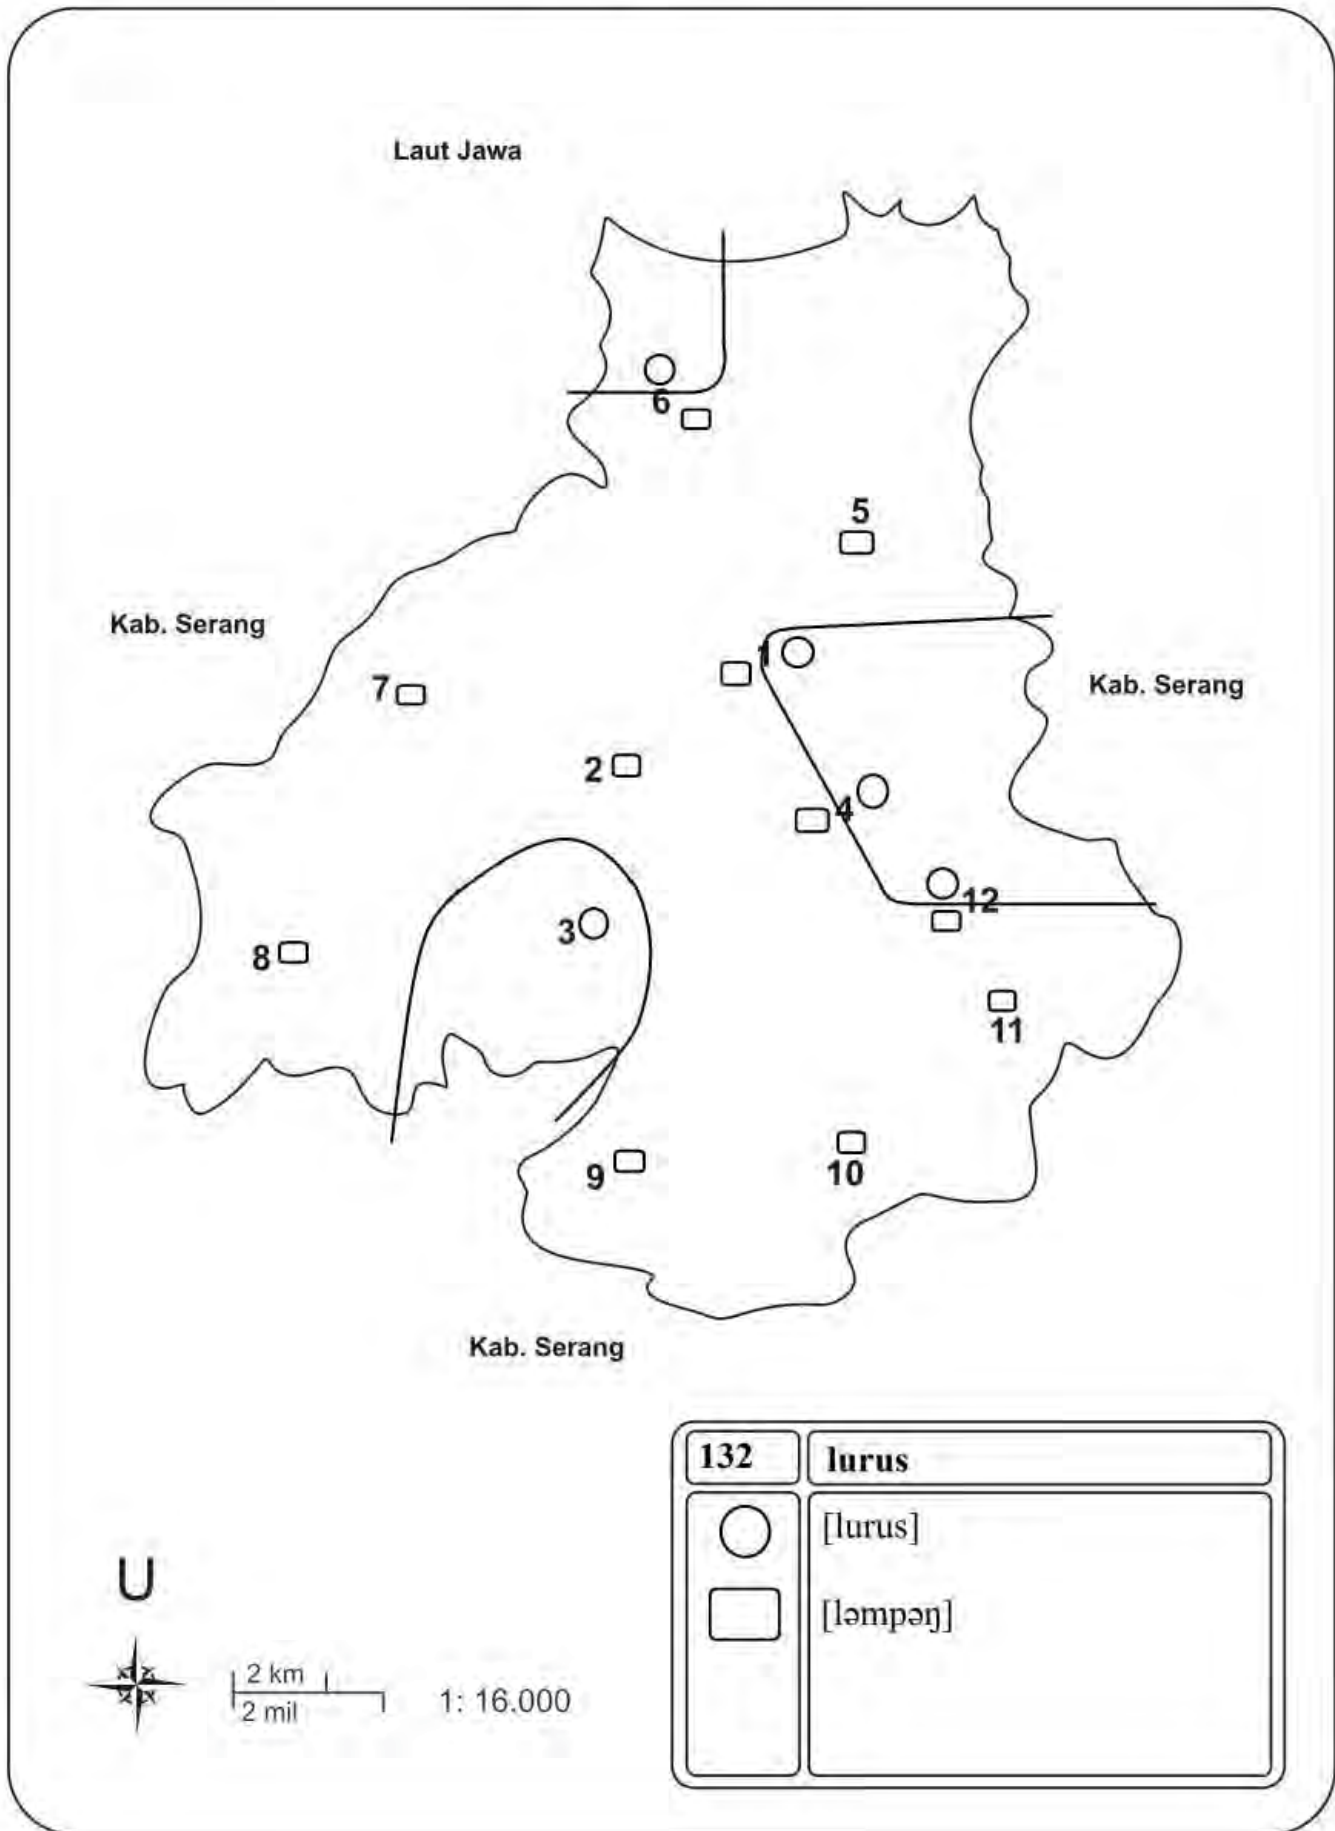 Laut Jawa
6
5
Kab. Serang
1
Kab. Serang
7
2
4
12
3
8
11
9
10
Kab. Serang
132 lurus
[lurus]
[ləmpəŋ]
U
2 km
2 mil
1: 16.000